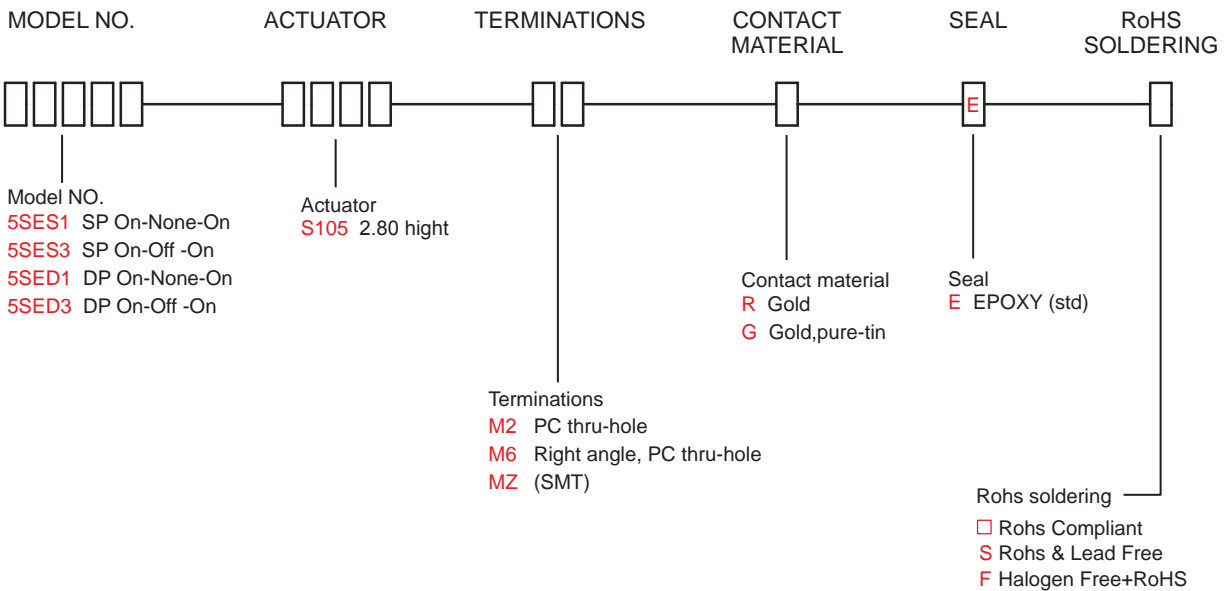 MODEL NO.
ACTUATOR
TERMINATIONS
CONTACT
MATERIAL
SEAL
RoHS
SOLDERING
E
Model NO.
5SES1 SP On-None-On
5SES3 SP On-Off -On
5SED1 DP On-None-On
5SED3 DP On-Off -On
Actuator
S105 2.80 hight
Terminations
M2 PC thru-hole
M6 Right angle, PC thru-hole
MZ (SMT)
Contact material
R Gold
G Gold,pure-tin
Seal
E EPOXY (std)
Rohs soldering
□ Rohs Compliant
S Rohs & Lead Free
F Halogen Free+RoHS